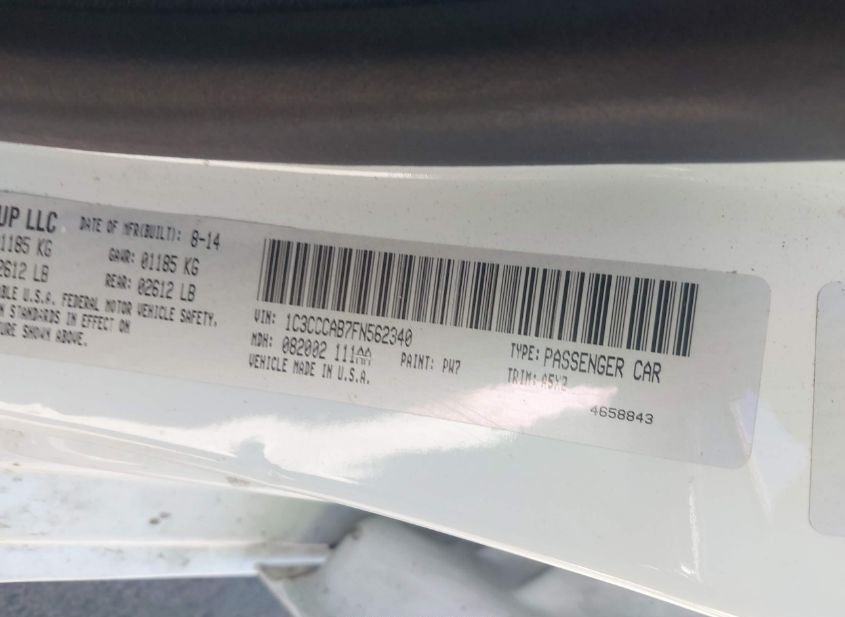 UP LLC
DATE OF MFR(BUILT): 8-14
1185 KG
GAWR: 01185 KG
2612 LB
REAR: 02612 LB
BLE U.S.A. FEDERAL MOTOR VEHICLE SAFETY,
N STANDARDS IN EFFECT ON
URE SHOWN ABOVE.
VIN: 1C3CCCAB7FN562340
TYPE: PASSENGER CAR
MDH: 082002 111
PAINT: PW7
TRIM: A5X2
VEHICLE MADE IN U.S.A.
4658843